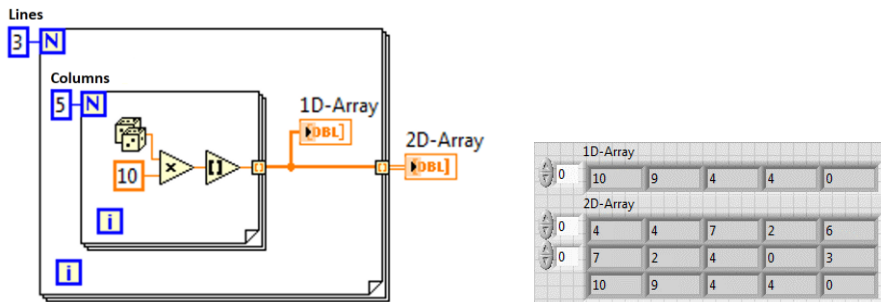 Lines
3 N
Columns
5 N
1D-Array
DBL]
2D-Array
DBL]
10
x
[]
[]
[]
i
i
1D-Array
0 10 9 4 4 0
2D-Array
0 4 4 7 2 6
0 7 2 4 0 3
10 9 4 4 0